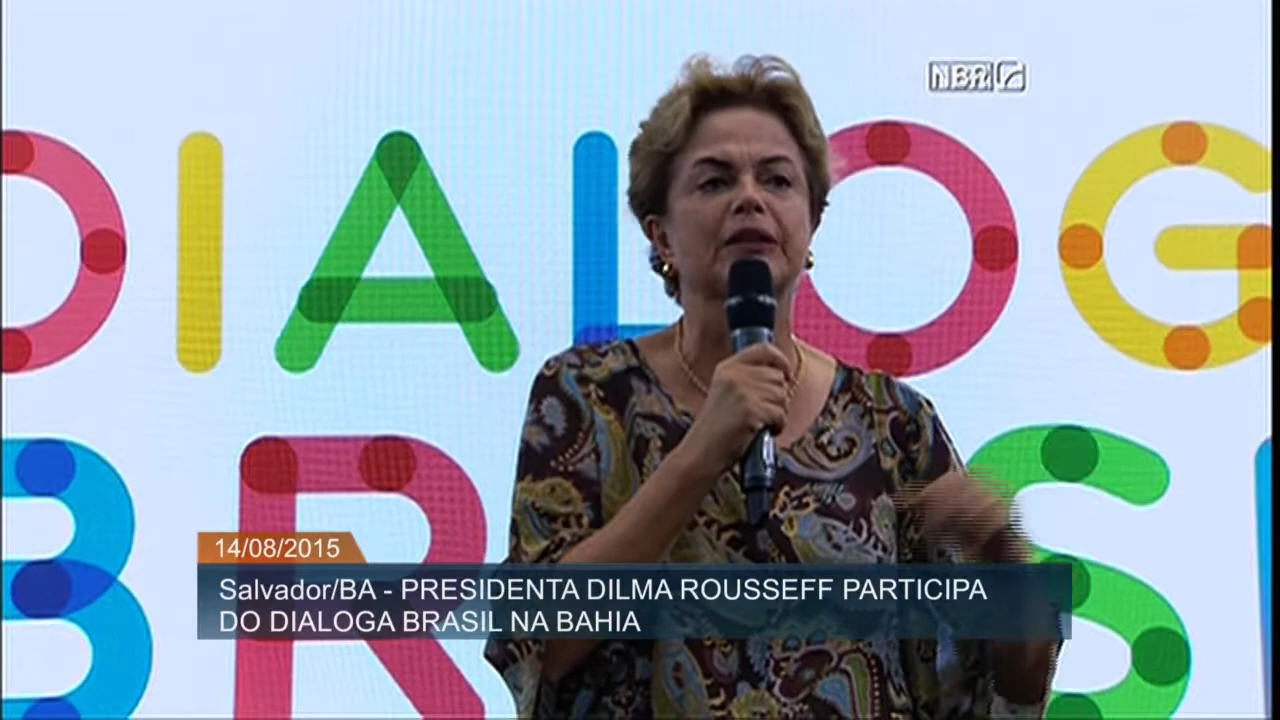 NBR
DIALOG
BRASI
14/08/2015
Salvador/BA - PRESIDENTA DILMA ROUSSEFF PARTICIPA
DO DIALOGA BRASIL NA BAHIA